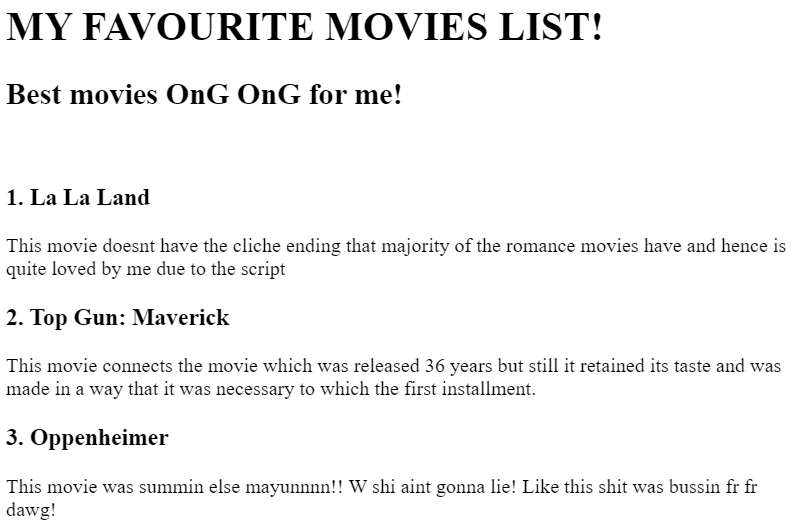 MY FAVOURITE MOVIES LIST!
Best movies OnG OnG for me!
1. La La Land
This movie doesnt have the cliche ending that majority of the romance movies have and hence is
quite loved by me due to the script
2. Top Gun: Maverick
This movie connects the movie which was released 36 years but still it retained its taste and was
made in a way that it was necessary to which the first installment.
3. Oppenheimer
This movie was summin else mayunnnn!! W shi aint gonna lie! Like this shit was bussin fr fr
dawg!